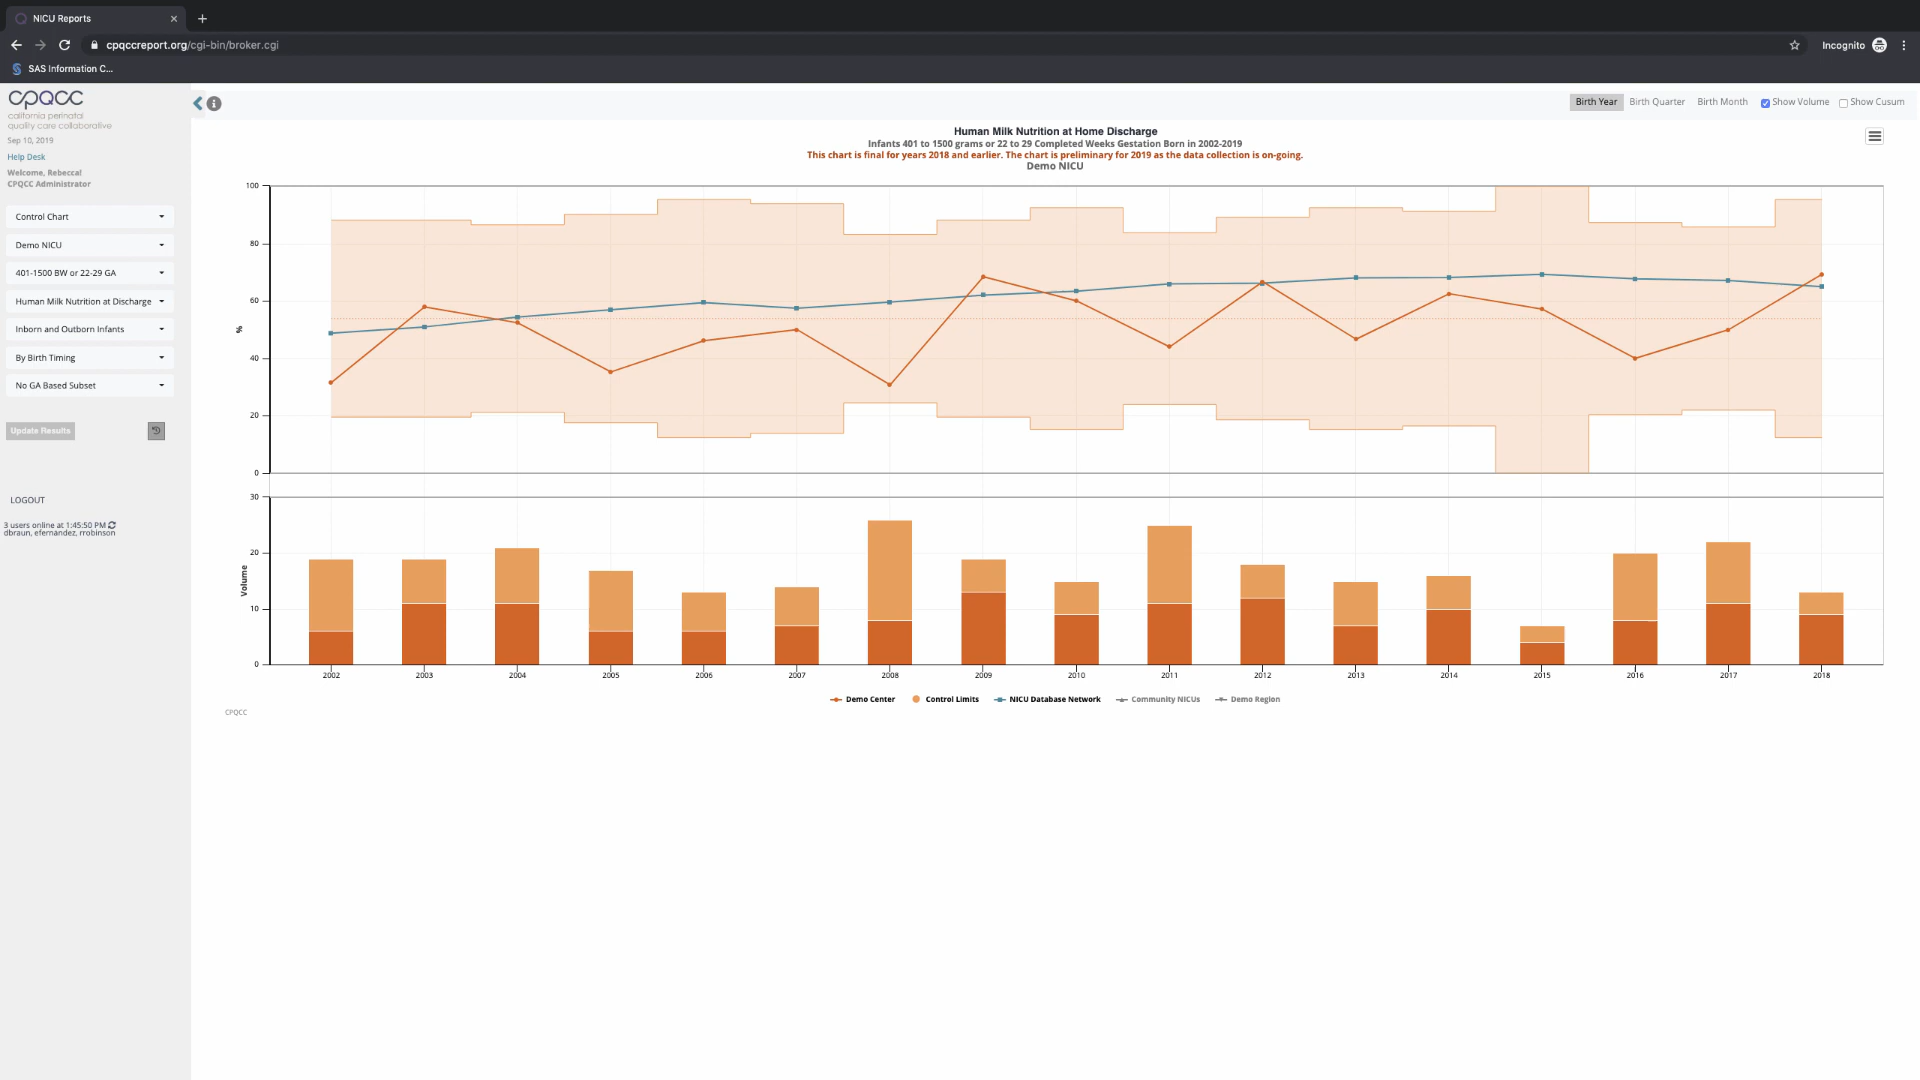 NICU Reports
cpqccreport.org/cgi-bin/broker.cgi
Incognito
SAS Information C...
cpqcc
california perinatal
quality care collaborative
Sep 10, 2019
Help Desk
Welcome, Rebecca!
CPQCC Administrator
Control Chart
Demo NICU
401-1500 BW or 22-29 GA
Human Milk Nutrition at Discharge
Inborn and Outborn Infants
By Birth Timing
No GA Based Subset
Update Results
LOGOUT
3 users online at 1:45:50 PM
dbraun, efernandez, rrobinson
Birth Year Birth Quarter Birth Month Show Volume Show Cusum
Human Milk Nutrition at Home Discharge
Infants 401 to 1500 grams or 22 to 29 Completed Weeks Gestation Born in 2002-2019
This chart is final for years 2018 and earlier. The chart is preliminary for 2019 as the data collection is on-going.
Demo NICU
100
80
60
%
40
20
0
30
20
Volume
10
0
2002 2003 2004 2005 2006 2007 2008 2009 2010 2011 2012 2013 2014 2015 2016 2017 2018
Demo Center Control Limits NICU Database Network Community NICUs Demo Region
CPQCC